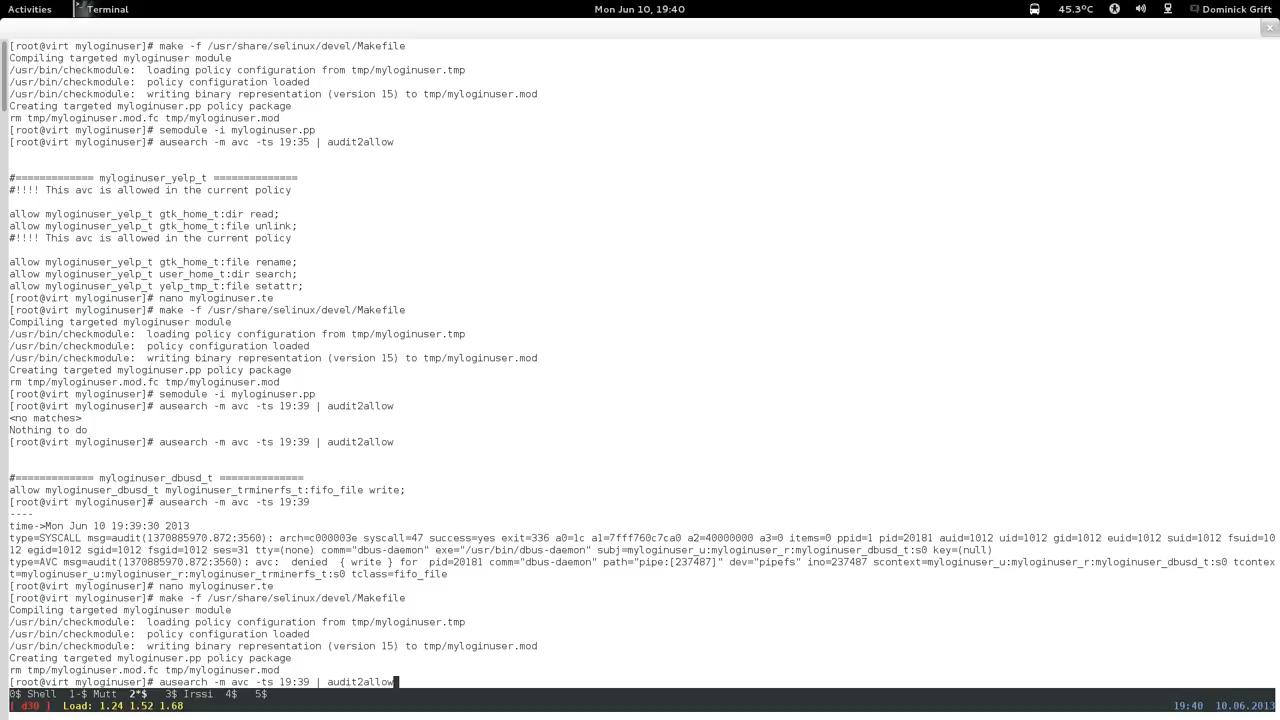 Activities
Terminal
Mon Jun 10, 19:40
45.3°C
Dominick Grift
[root@virt myloginuser]# make -f /usr/share/selinux/devel/Makefile
Compiling targeted myloginuser module
/usr/bin/checkmodule:  loading policy configuration from tmp/myloginuser.tmp
/usr/bin/checkmodule:  policy configuration loaded
/usr/bin/checkmodule:  writing binary representation (version 15) to tmp/myloginuser.mod
Creating targeted myloginuser.pp policy package
rm tmp/myloginuser.mod.fc tmp/myloginuser.mod
[root@virt myloginuser]# semodule -i myloginuser.pp
[root@virt myloginuser]# ausearch -m avc -ts 19:35 | audit2allow
#============= myloginuser_yelp_t ==============
#!!!! This avc is allowed in the current policy
allow myloginuser_yelp_t gtk_home_t:dir read;
allow myloginuser_yelp_t gtk_home_t:file unlink;
#!!!! This avc is allowed in the current policy
allow myloginuser_yelp_t gtk_home_t:file rename;
allow myloginuser_yelp_t user_home_t:dir search;
allow myloginuser_yelp_t yelp_tmp_t:file setattr;
[root@virt myloginuser]# nano myloginuser.te
[root@virt myloginuser]# make -f /usr/share/selinux/devel/Makefile
Compiling targeted myloginuser module
/usr/bin/checkmodule:  loading policy configuration from tmp/myloginuser.tmp
/usr/bin/checkmodule:  policy configuration loaded
/usr/bin/checkmodule:  writing binary representation (version 15) to tmp/myloginuser.mod
Creating targeted myloginuser.pp policy package
rm tmp/myloginuser.mod.fc tmp/myloginuser.mod
[root@virt myloginuser]# semodule -i myloginuser.pp
[root@virt myloginuser]# ausearch -m avc -ts 19:39 | audit2allow
<no matches>
Nothing to do
[root@virt myloginuser]# ausearch -m avc -ts 19:39 | audit2allow
#============= myloginuser_dbusd_t ==============
allow myloginuser_dbusd_t myloginuser_trminerfs_t:fifo_file write;
[root@virt myloginuser]# ausearch -m avc -ts 19:39
----
time->Mon Jun 10 19:39:30 2013
type=SYSCALL msg=audit(1370885970.872:3560): arch=c000003e syscall=47 success=yes exit=336 a0=1c a1=7fff760c7ca0 a2=40000000 a3=0 items=0 ppid=1 pid=20181 auid=1012 uid=1012 gid=1012 euid=1012 suid=1012 fsuid=10
12 egid=1012 sgid=1012 fsgid=1012 ses=31 tty=(none) comm="dbus-daemon" exe="/usr/bin/dbus-daemon" subj=myloginuser_u:myloginuser_r:myloginuser_dbusd_t:s0 key=(null)
type=AVC msg=audit(1370885970.872:3560): avc:  denied  { write } for  pid=20181 comm="dbus-daemon" path="pipe:[237487]" dev="pipefs" ino=237487 scontext=myloginuser_u:myloginuser_r:myloginuser_dbusd_t:s0 tcontex
t=myloginuser_u:myloginuser_r:myloginuser_trminerfs_t:s0 tclass=fifo_file
[root@virt myloginuser]# nano myloginuser.te
[root@virt myloginuser]# make -f /usr/share/selinux/devel/Makefile
Compiling targeted myloginuser module
/usr/bin/checkmodule:  loading policy configuration from tmp/myloginuser.tmp
/usr/bin/checkmodule:  policy configuration loaded
/usr/bin/checkmodule:  writing binary representation (version 15) to tmp/myloginuser.mod
Creating targeted myloginuser.pp policy package
rm tmp/myloginuser.mod.fc tmp/myloginuser.mod
[root@virt myloginuser]# ausearch -m avc -ts 19:39 | audit2allow
0$ Shell  1-$ Mutt  2*$   3$ Irssi  4$   5$
[ d30 ]  Load: 1.24 1.52 1.68
19:40  10.06.2013